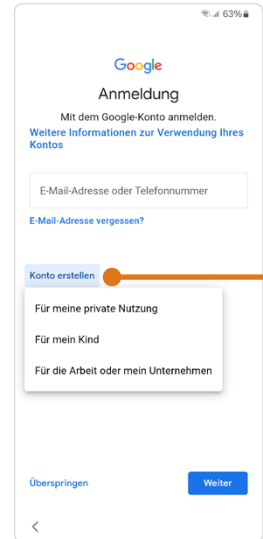 63%
Google
Anmeldung
Mit dem Google-Konto anmelden.
Weitere Informationen zur Verwendung Ihres
Kontos
E-Mail-Adresse oder Telefonnummer
E-Mail-Adresse vergessen?
Konto erstellen
Für meine private Nutzung
Für mein Kind
Für die Arbeit oder mein Unternehmen
Überspringen
Weiter